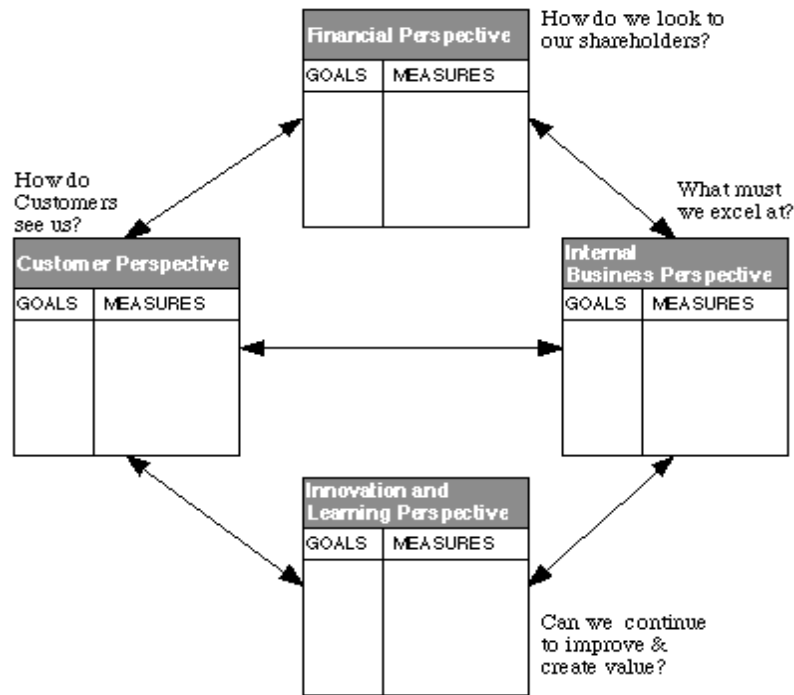 How do we look to
our shareholders?
Financial Perspective
GOALS MEASURES
How do
Customers
see us?
Customer Perspective
GOALS MEASURES
What must
we excel at?
Internal
Business Perspective
GOALS MEASURES
Innovation and
Learning Perspective
GOALS MEASURES
Can we continue
to improve &
create value?